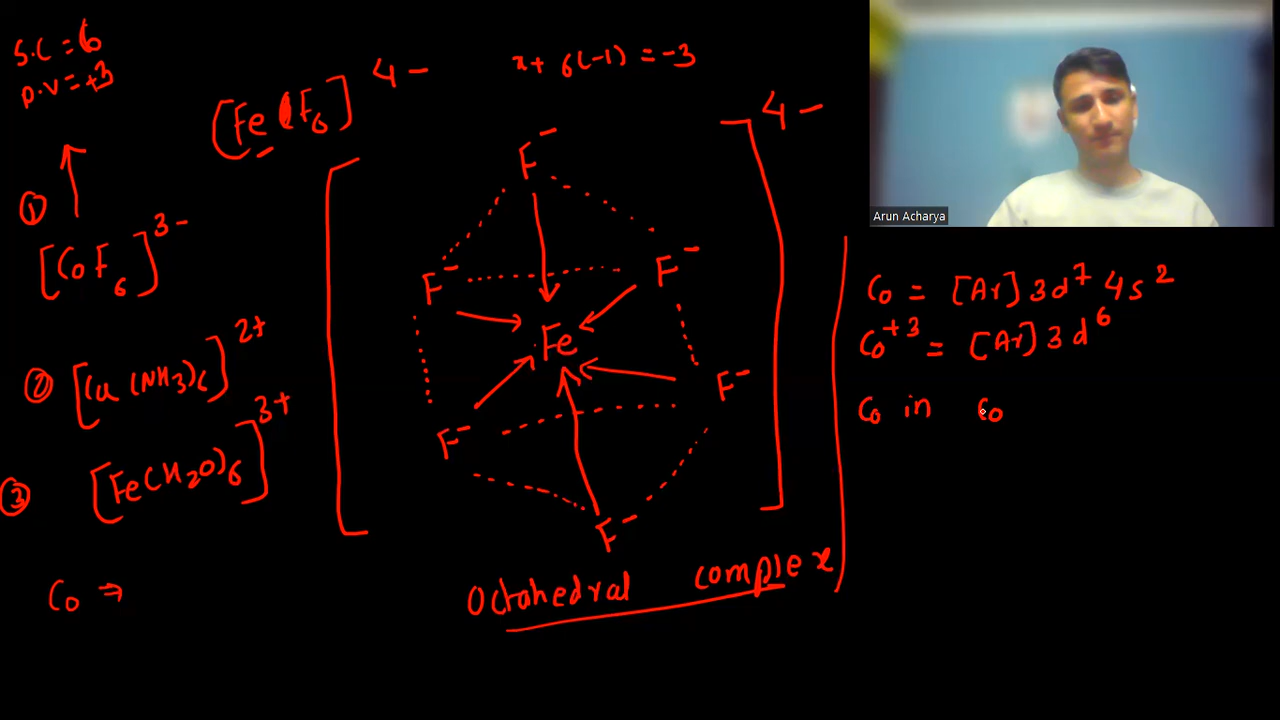 S.C = 6
P.V = +3
[Fe F6]4-
x + 6(-1) = -3
① [CoF6]3-
② [Cu(NH3)6]2+
③ [Fe(H2O)6]3+
Co ⇒
4-
F-
F-
F-
Fe
F-
F-
F-
Octahedral complex
Arun Acharya
Co = [Ar] 3d7 4s2
Co+3 = [Ar] 3d6
Co in Co